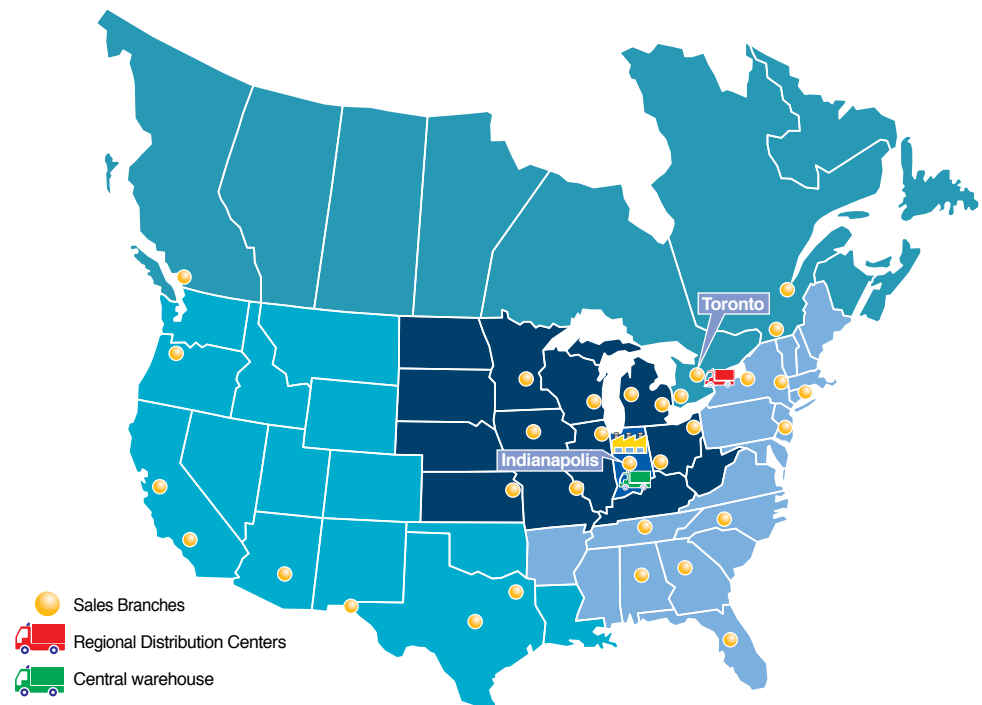 Toronto
Indianapolis
Sales Branches
Regional Distribution Centers
Central warehouse